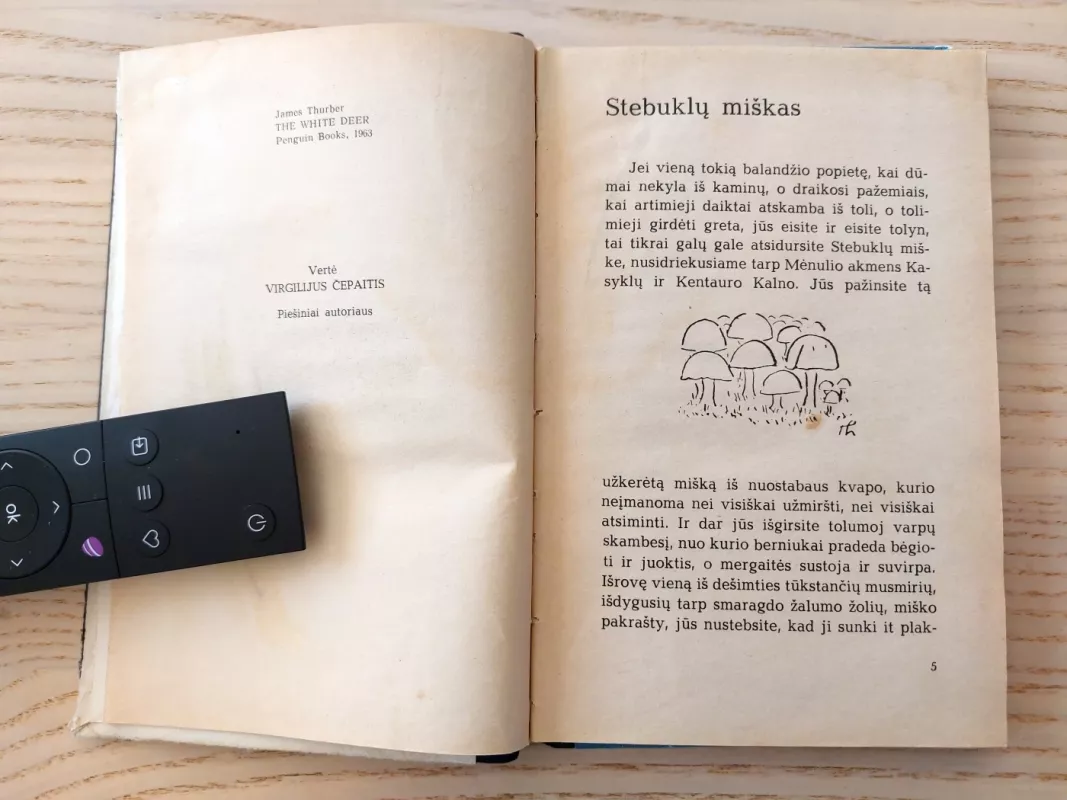 James Thurber
THE WHITE DEER
Penguin Books, 1963
Vertė
VIRGILIJUS ČEPAITIS
Piešiniai autoriaus
ok
Stebuklų miškas
Jei vieną tokią balandžio popietę, kai dū-
mai nekyla iš kaminų, o draikosi pažemiais,
kai artimieji daiktai atskamba iš toli, o toli-
mieji girdėti greta, jūs eisite ir eisite tolyn,
tai tikrai galų gale atsidursite Stebuklų miš-
ke, nusidriekusiame tarp Mėnulio akmens Ka-
syklų ir Kentauro Kalno. Jūs pažinsite tą
užkerėtą mišką iš nuostabaus kvapo, kurio
neįmanoma nei visiškai užmiršti, nei visiškai
atsiminti. Ir dar jūs išgirsite tolumoj varpų
skambesį, nuo kurio berniukai pradeda bėgio-
ti ir juoktis, o mergaitės sustoja ir suvirpa.
Išrovę vieną iš dešimties tūkstančių musmirių,
išdygusių tarp smaragdo žalumo žolių, miško
pakrašty, jūs nustebsite, kad ji sunki it plak-
5